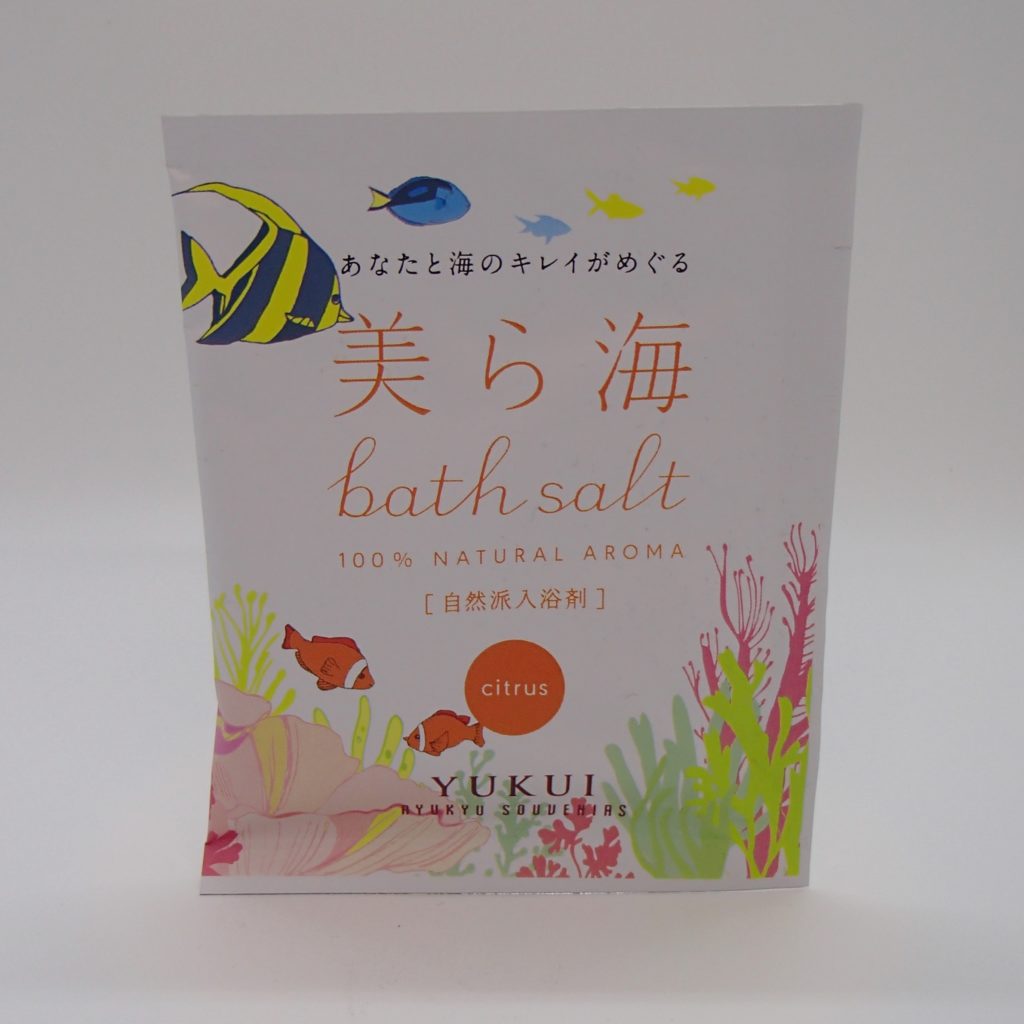 あなたと海のキレイがめぐる
美ら海
bath salt
100% NATURAL AROMA
[自然派入浴剤]
citrus
YUKUI
RYUKYU SOUVENIRS